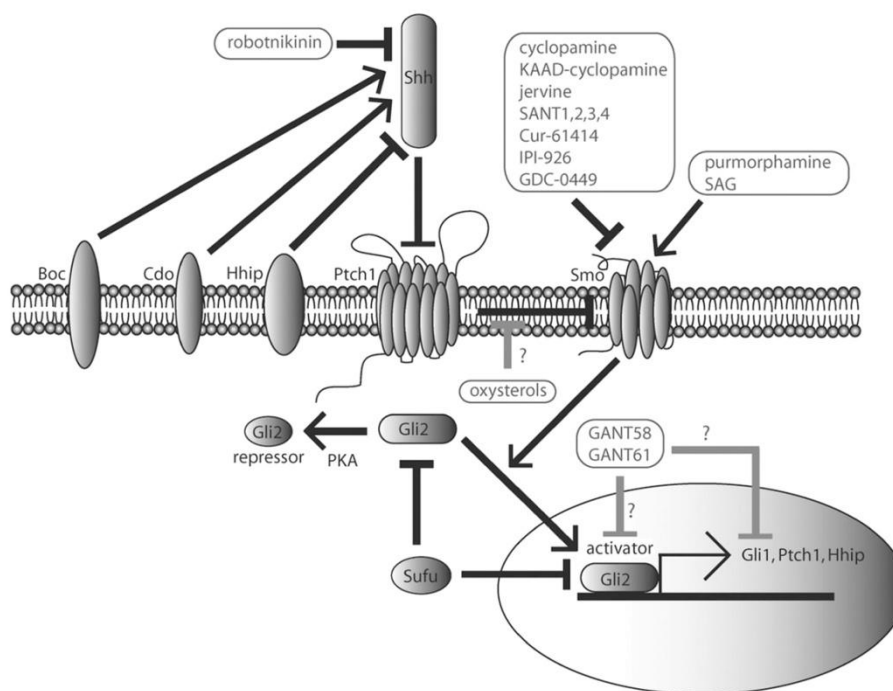 robotnikinin
Shh
cyclopamine
KAAD-cyclopamine
jervine
SANT1,2,3,4
Cur-61414
IPI-926
GDC-0449
purmorphamine
SAG
Boc
Cdo
Hhip
Ptch1
Smo
?
oxysterols
Gli2
repressor
PKA
Gli2
GANT58
GANT61
?
?
activator
Gli2
Gli1, Ptch1, Hhip
Sufu